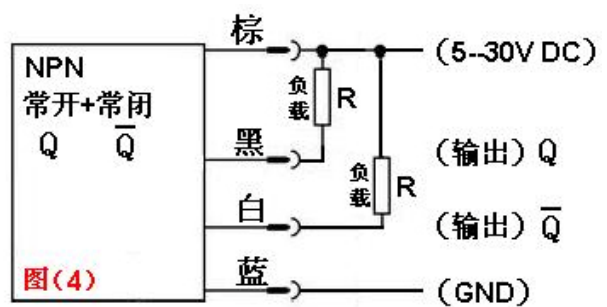 棕
(5--30V DC)
NPN
常开+常闭
Q Q̅
负载 R
黑
(输出) Q
负载 R
白
(输出) Q̅
图(4)
蓝
(GND)